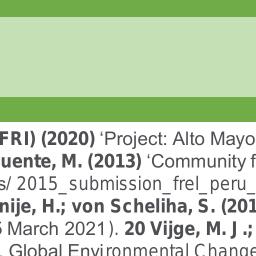 FRI) (2020) ‘Project: Alto Mayo
uente, M. (2013) ‘Community f
s/ 2015_submission_frel_peru_
nije, H.; von Scheliha, S. (201
5 March 2021). 20 Vijge, M. J .;
. Global Environmental Change